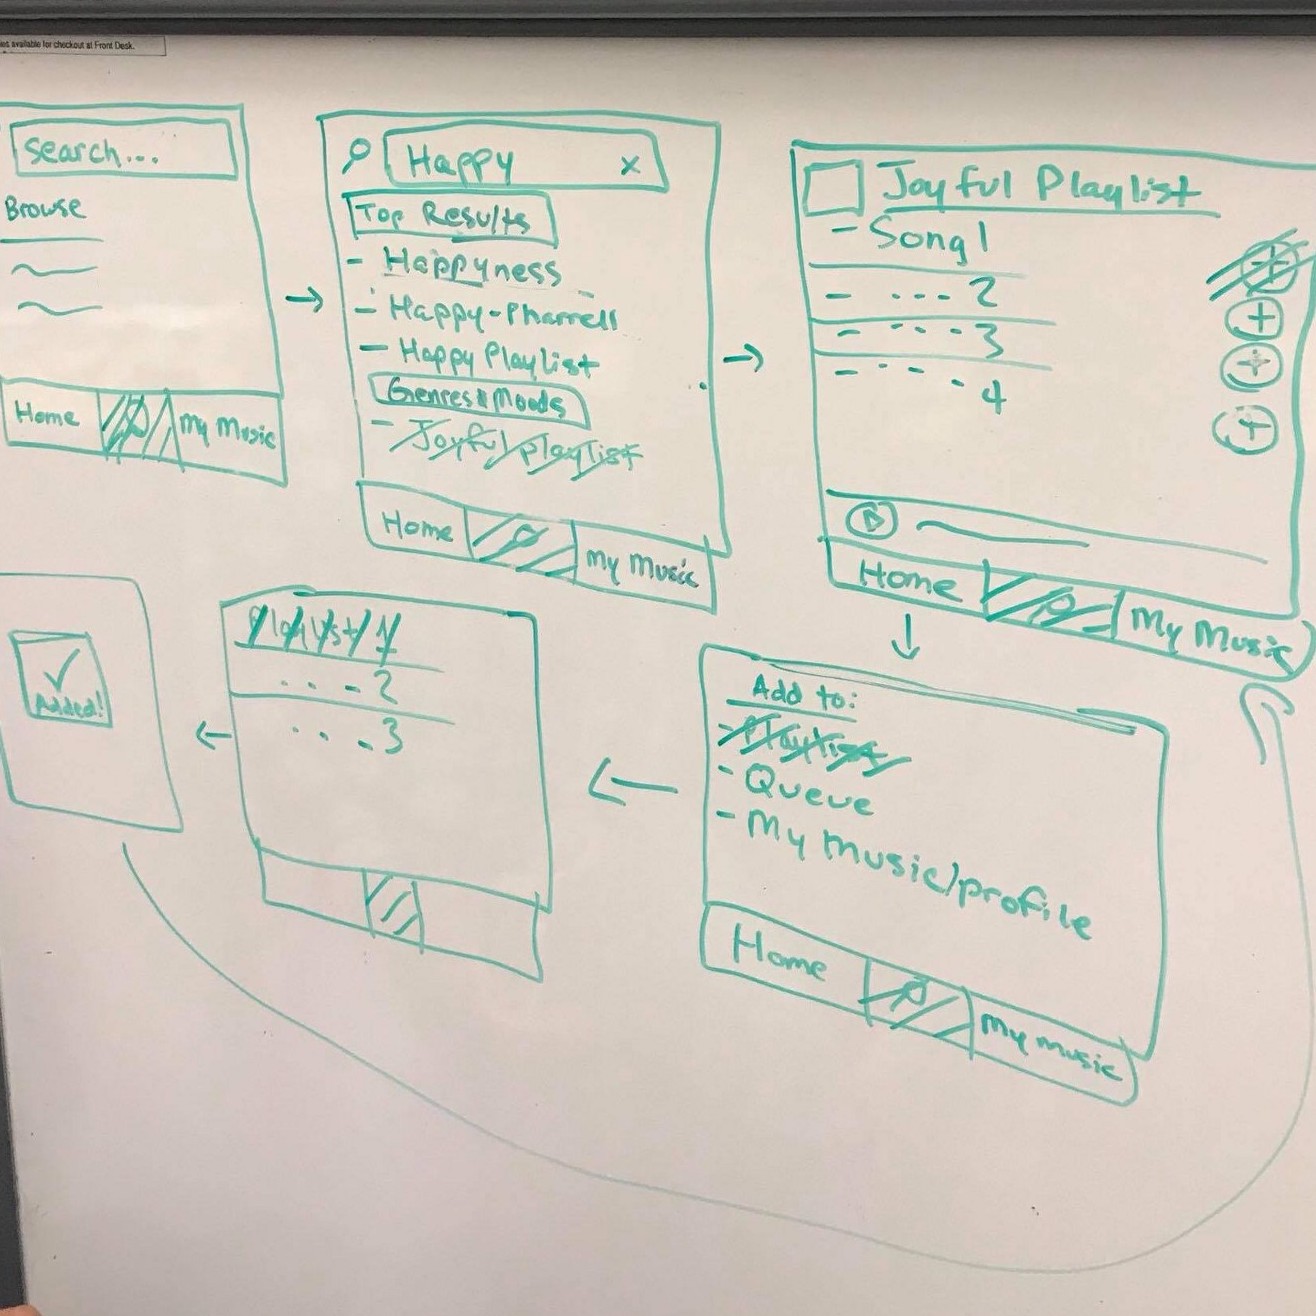 ies available for checkout at Front Desk.
Search...
Browse
Home
My Music
Happy x
Top Results
- Happyness
- Happy-Pharrell
- Happy Playlist
Genres & Moods
- Joyful playlist
Home
My Music
Joyful Playlist
- Song 1
- ... 2
- ... 3
- ... 4
+
+
+
+
Home
My Music
Add to:
- Playlist
- Queue
- My Music/profile
Home
My music
Playlist 1
... 2
... 3
Added!